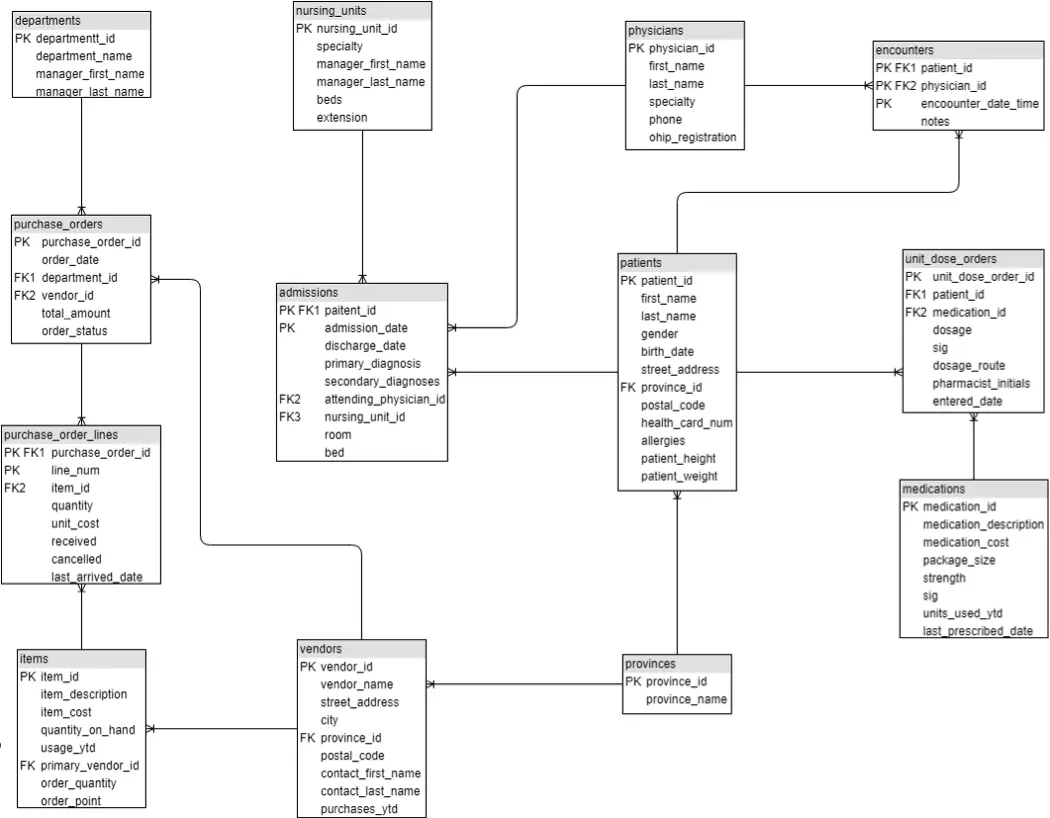 departments
PK departmentt_id
department_name
manager_first_name
manager_last_name
nursing_units
PK nursing_unit_id
specialty
manager_first_name
manager_last_name
beds
extension
physicians
PK physician_id
first_name
last_name
specialty
phone
ohip_registration
encounters
PK FK1 patient_id
PK FK2 physician_id
PK encoounter_date_time
notes
purchase_orders
PK purchase_order_id
order_date
FK1 department_id
FK2 vendor_id
total_amount
order_status
admissions
PK FK1 paitent_id
PK admission_date
discharge_date
primary_diagnosis
secondary_diagnoses
FK2 attending_physician_id
FK3 nursing_unit_id
room
bed
patients
PK patient_id
first_name
last_name
gender
birth_date
street_address
FK province_id
postal_code
health_card_num
allergies
patient_height
patient_weight
unit_dose_orders
PK unit_dose_order_id
FK1 patient_id
FK2 medication_id
dosage
sig
dosage_route
pharmacist_initials
entered_date
purchase_order_lines
PK FK1 purchase_order_id
PK line_num
FK2 item_id
quantity
unit_cost
received
cancelled
last_arrived_date
medications
PK medication_id
medication_description
medication_cost
package_size
strength
sig
units_used_ytd
last_prescribed_date
items
PK item_id
item_description
item_cost
quantity_on_hand
usage_ytd
FK primary_vendor_id
order_quantity
order_point
vendors
PK vendor_id
vendor_name
street_address
city
FK province_id
postal_code
contact_first_name
contact_last_name
purchases_ytd
provinces
PK province_id
province_name